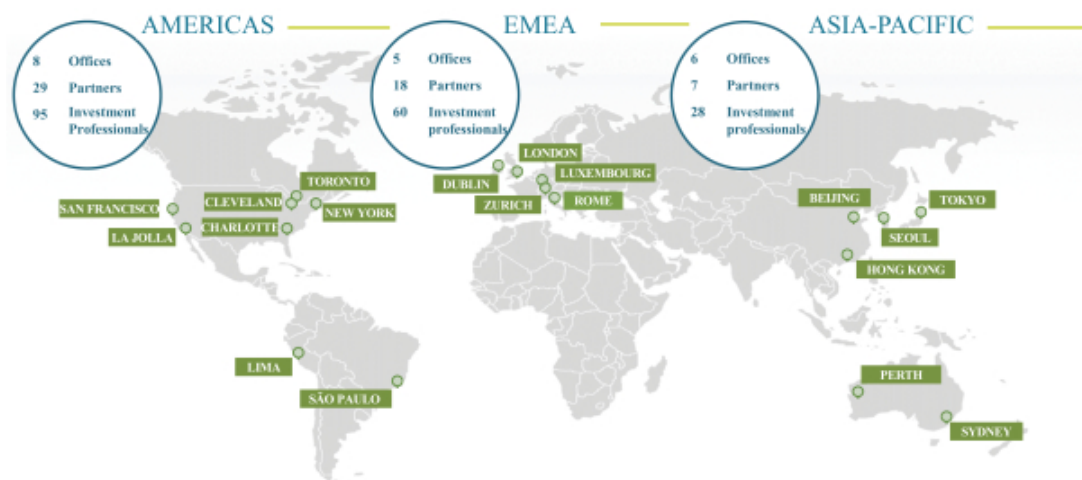 AMERICAS
8 Offices
29 Partners
95 Investment
Professionals
EMEA
5 Offices
18 Partners
60 Investment
professionals
ASIA-PACIFIC
6 Offices
7 Partners
28 Investment
professionals
TORONTO
SAN FRANCISCO
CLEVELAND
NEW YORK
LA JOLLA
CHARLOTTE
LIMA
SÃO PAULO
LONDON
DUBLIN
LUXEMBOURG
ZURICH
ROME
BEIJING
TOKYO
SEOUL
HONG KONG
PERTH
SYDNEY